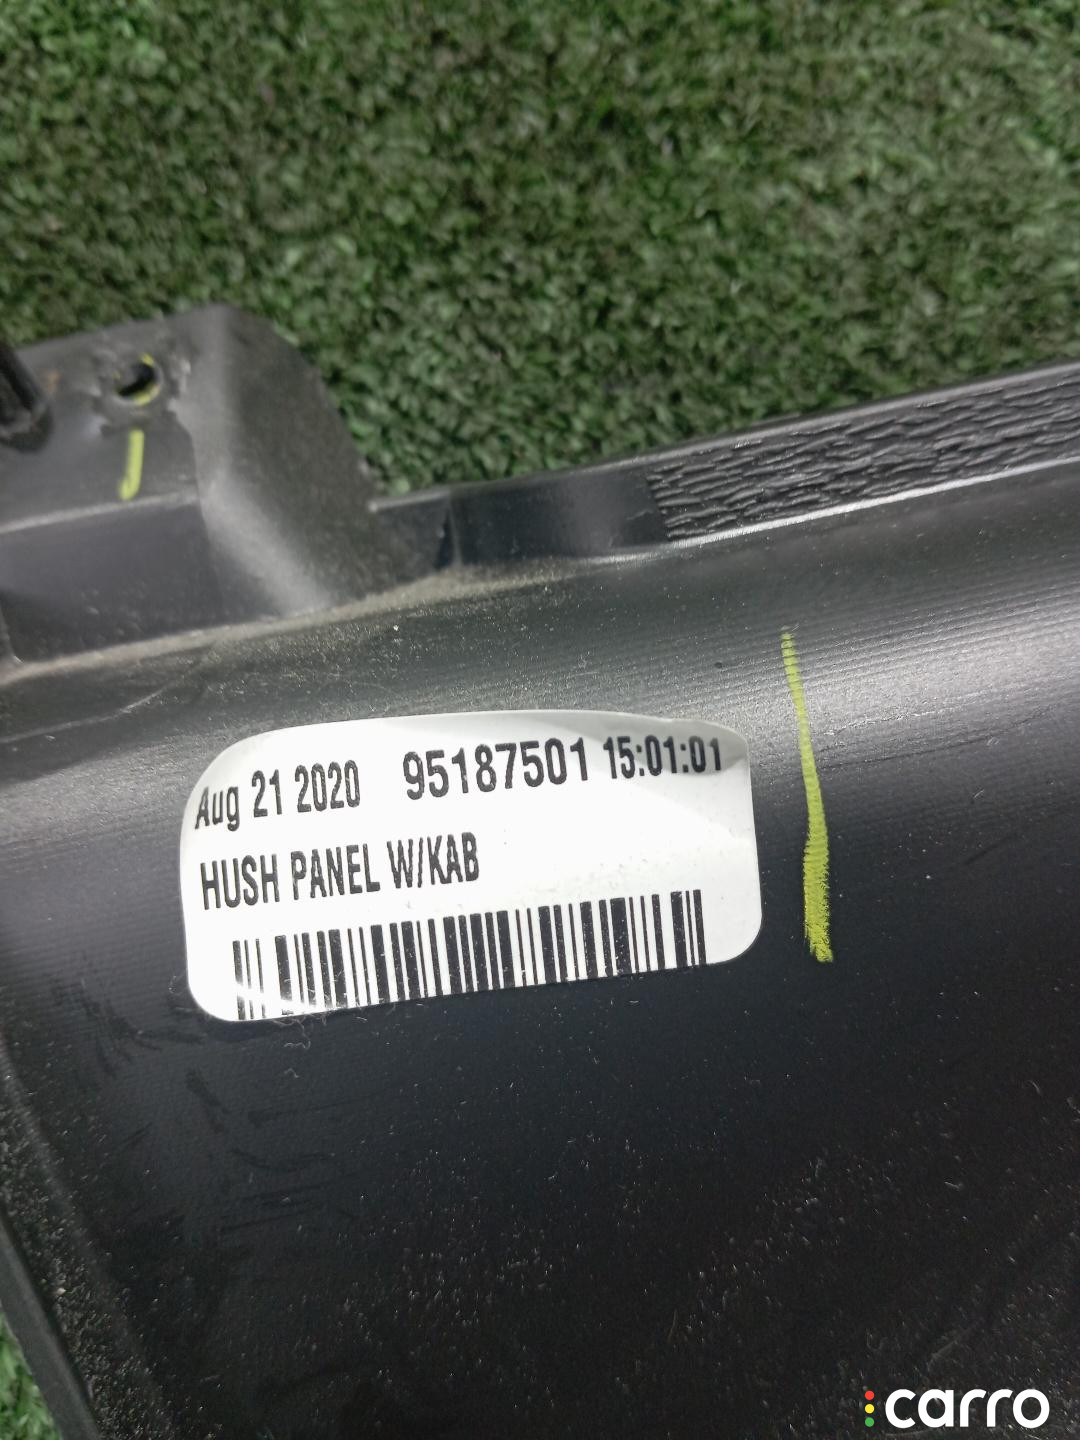 Aug 21 2020 95187501 15:01:01
HUSH PANEL W/KAB
carro